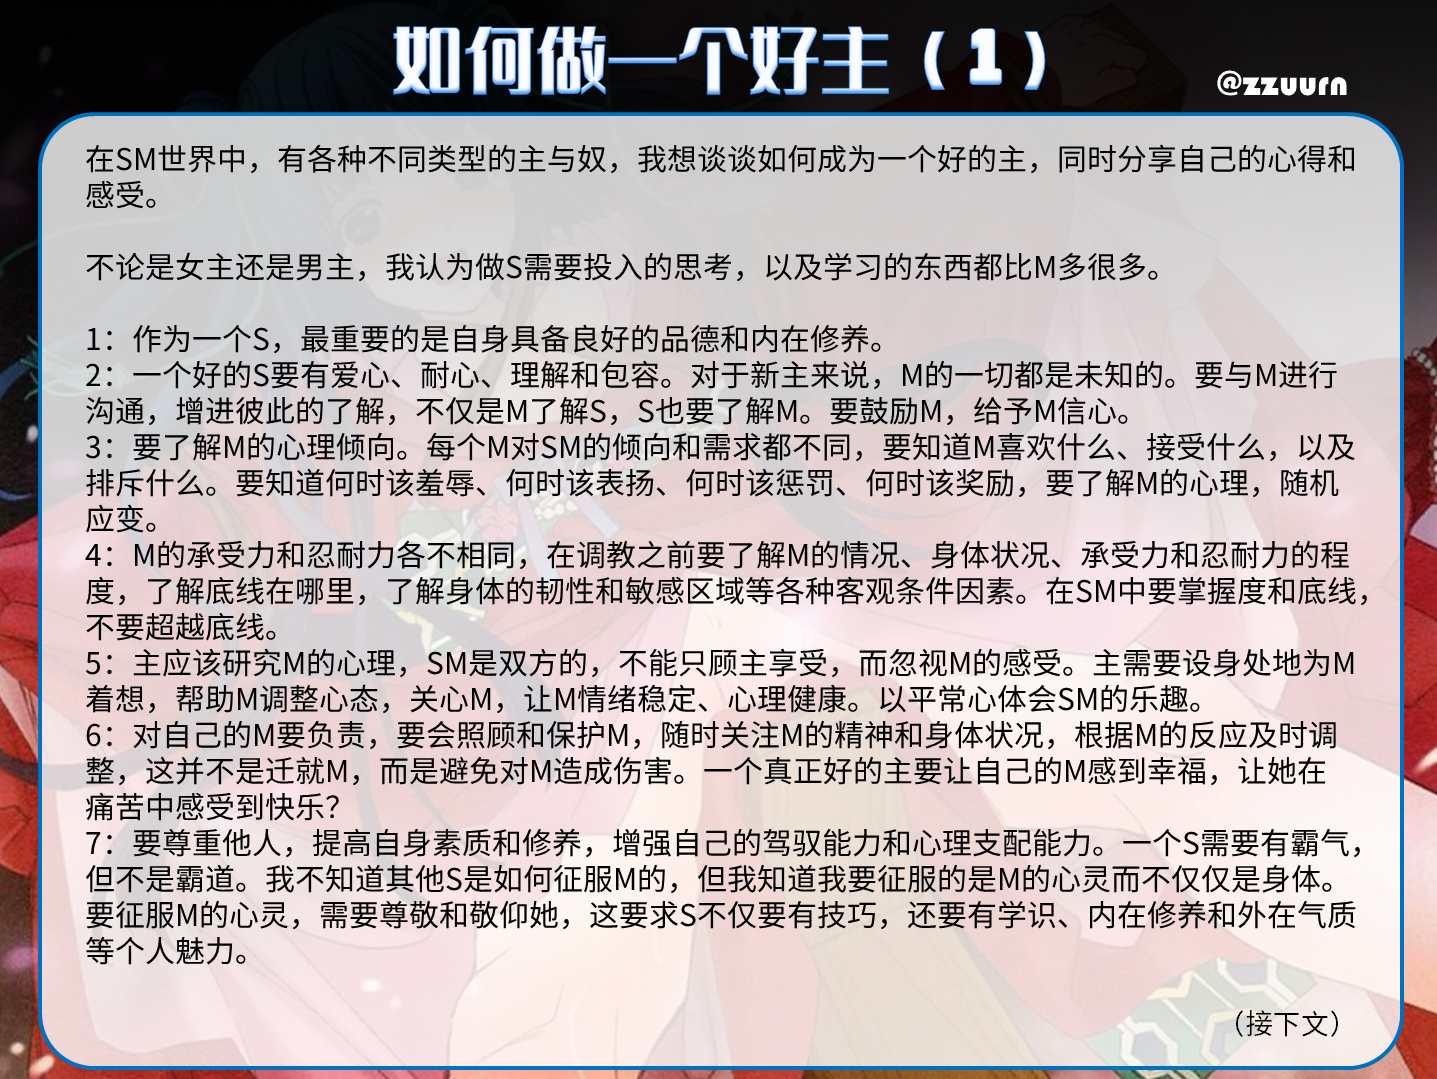 如何做一个好主（1）
@zzuurn
在SM世界中，有各种不同类型的主与奴，我想谈谈如何成为一个好的主，同时分享自己的心得和
感受。
不论是女主还是男主，我认为做S需要投入的思考，以及学习的东西都比M多很多。
1：作为一个S，最重要的是自身具备良好的品德和内在修养。
2：一个好的S要有爱心、耐心、理解和包容。对于新主来说，M的一切都是未知的。要与M进行
沟通，增进彼此的了解，不仅是M了解S，S也要了解M。要鼓励M，给予M信心。
3：要了解M的心理倾向。每个M对SM的倾向和需求都不同，要知道M喜欢什么、接受什么，以及
排斥什么。要知道何时该羞辱、何时该表扬、何时该惩罚、何时该奖励，要了解M的心理，随机
应变。
4：M的承受力和忍耐力各不相同，在调教之前要了解M的情况、身体状况、承受力和忍耐力的程
度，了解底线在哪里，了解身体的韧性和敏感区域等各种客观条件因素。在SM中要掌握度和底线，
不要超越底线。
5：主应该研究M的心理，SM是双方的，不能只顾主享受，而忽视M的感受。主需要设身处地为M
着想，帮助M调整心态，关心M，让M情绪稳定、心理健康。以平常心体会SM的乐趣。
6：对自己的M要负责，要会照顾和保护M，随时关注M的精神和身体状况，根据M的反应及时调
整，这并不是迁就M，而是避免对M造成伤害。一个真正好的主要让自己的M感到幸福，让她在
痛苦中感受到快乐？
7：要尊重他人，提高自身素质和修养，增强自己的驾驭能力和心理支配能力。一个S需要有霸气，
但不是霸道。我不知道其他S是如何征服M的，但我知道我要征服的是M的心灵而不仅仅是身体。
要征服M的心灵，需要尊敬和敬仰她，这要求S不仅要有技巧，还要有学识、内在修养和外在气质
等个人魅力。
（接下文）